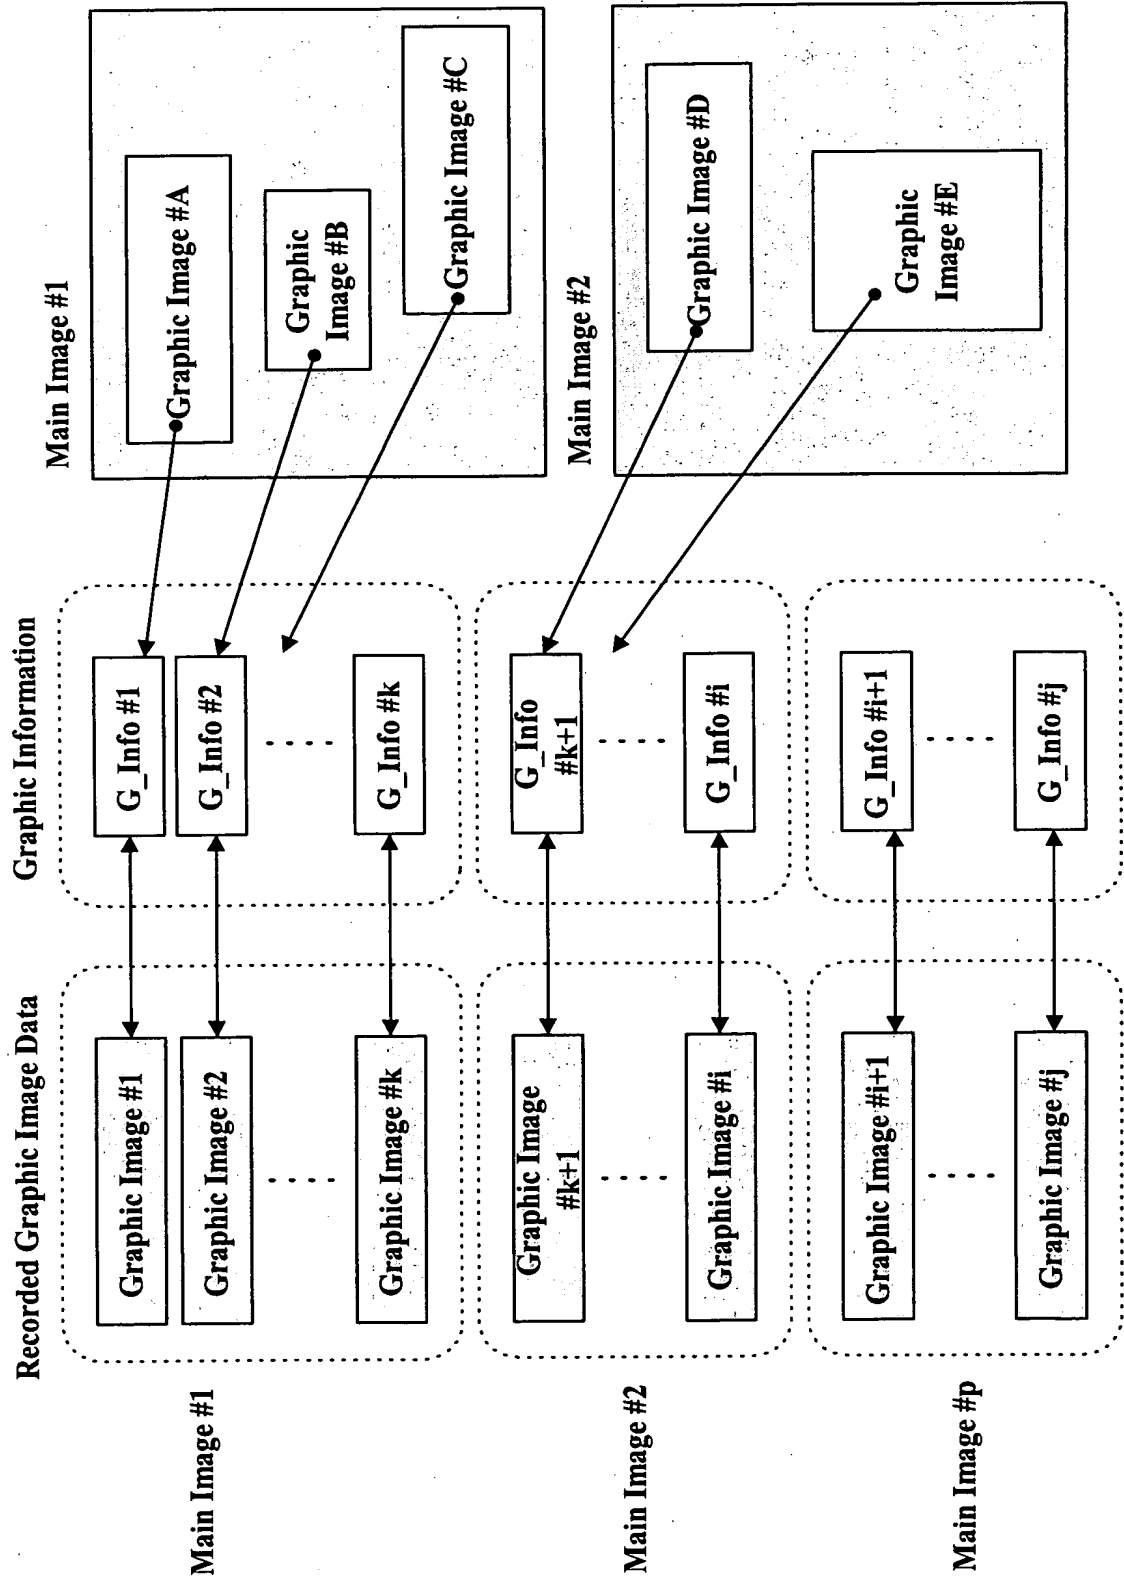 Recorded Graphic Image Data
Graphic Information
Main Image #1
Graphic Image #1
Graphic Image #2
Graphic Image #k
G_Info #1
G_Info #2
G_Info #k
Main Image #1
Graphic Image #A
Graphic
Image #B
Graphic Image #C
Main Image #2
Graphic Image
#k+1
Graphic Image #i
G_Info
#k+1
G_Info #i
Main Image #2
Graphic Image #D
Graphic
Image #E
Main Image #p
Graphic Image #i+1
Graphic Image #j
G_Info #i+1
G_Info #j